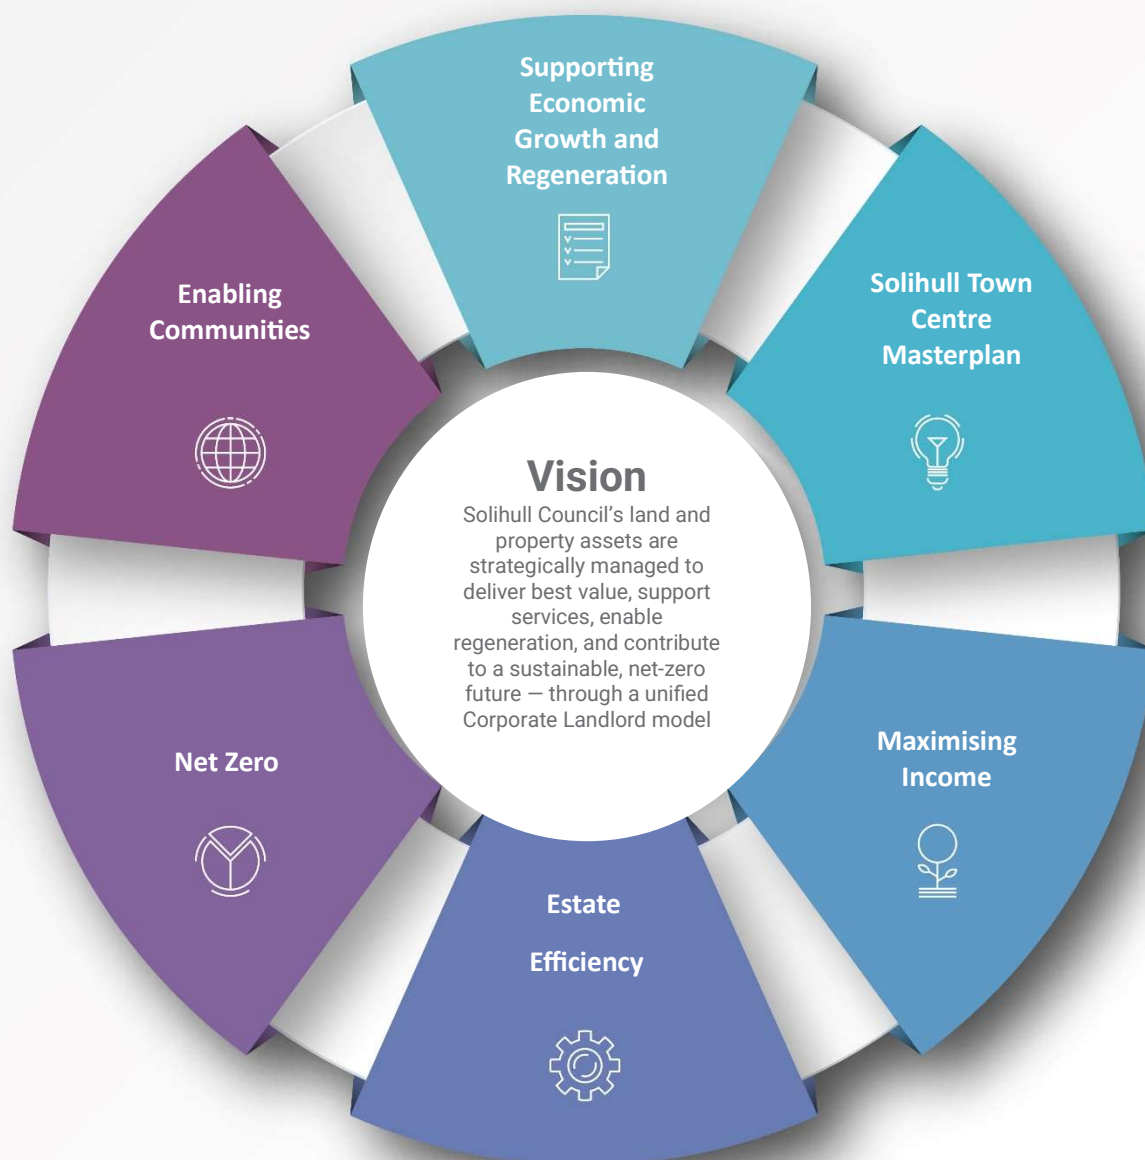 Supporting
Economic
Growth and
Regeneration
Solihull Town
Centre
Masterplan
Maximising
Income
Estate
Efficiency
Net Zero
Enabling
Communities
Vision
Solihull Council’s land and
property assets are
strategically managed to
deliver best value, support
services, enable
regeneration, and contribute
to a sustainable, net-zero
future — through a unified
Corporate Landlord model